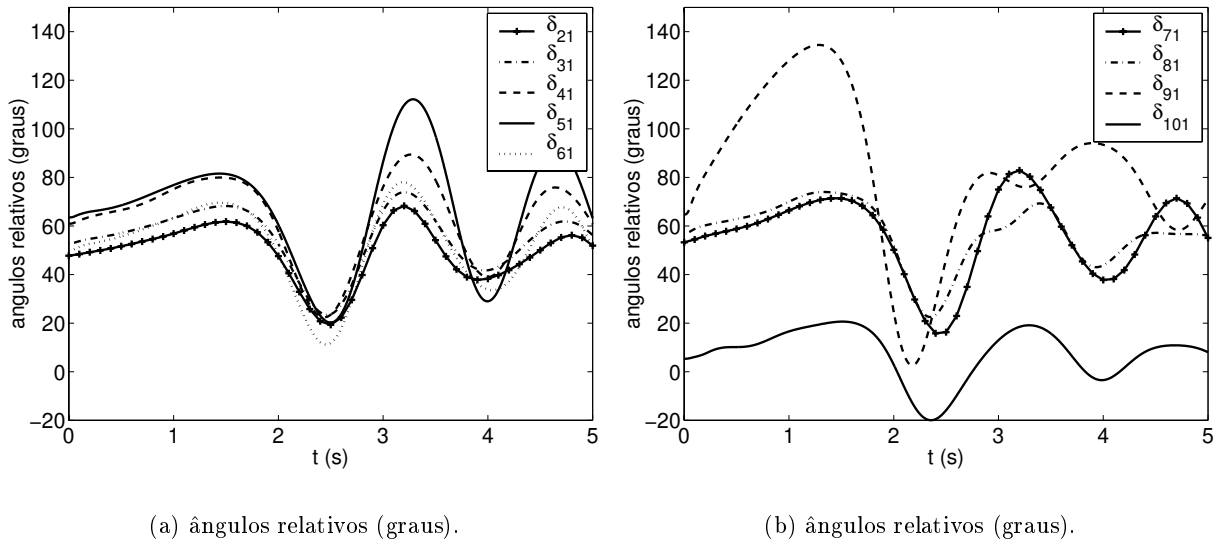 140
120
100
80
60
40
20
0
−20
ângulos relativos (graus)
0 1 2 3 4 5
t (s)
δ21
δ31
δ41
δ51
δ61
(a) ângulos relativos (graus).
140
120
100
80
60
40
20
0
−20
ângulos relativos (graus)
0 1 2 3 4 5
t (s)
δ71
δ81
δ91
δ101
(b) ângulos relativos (graus).